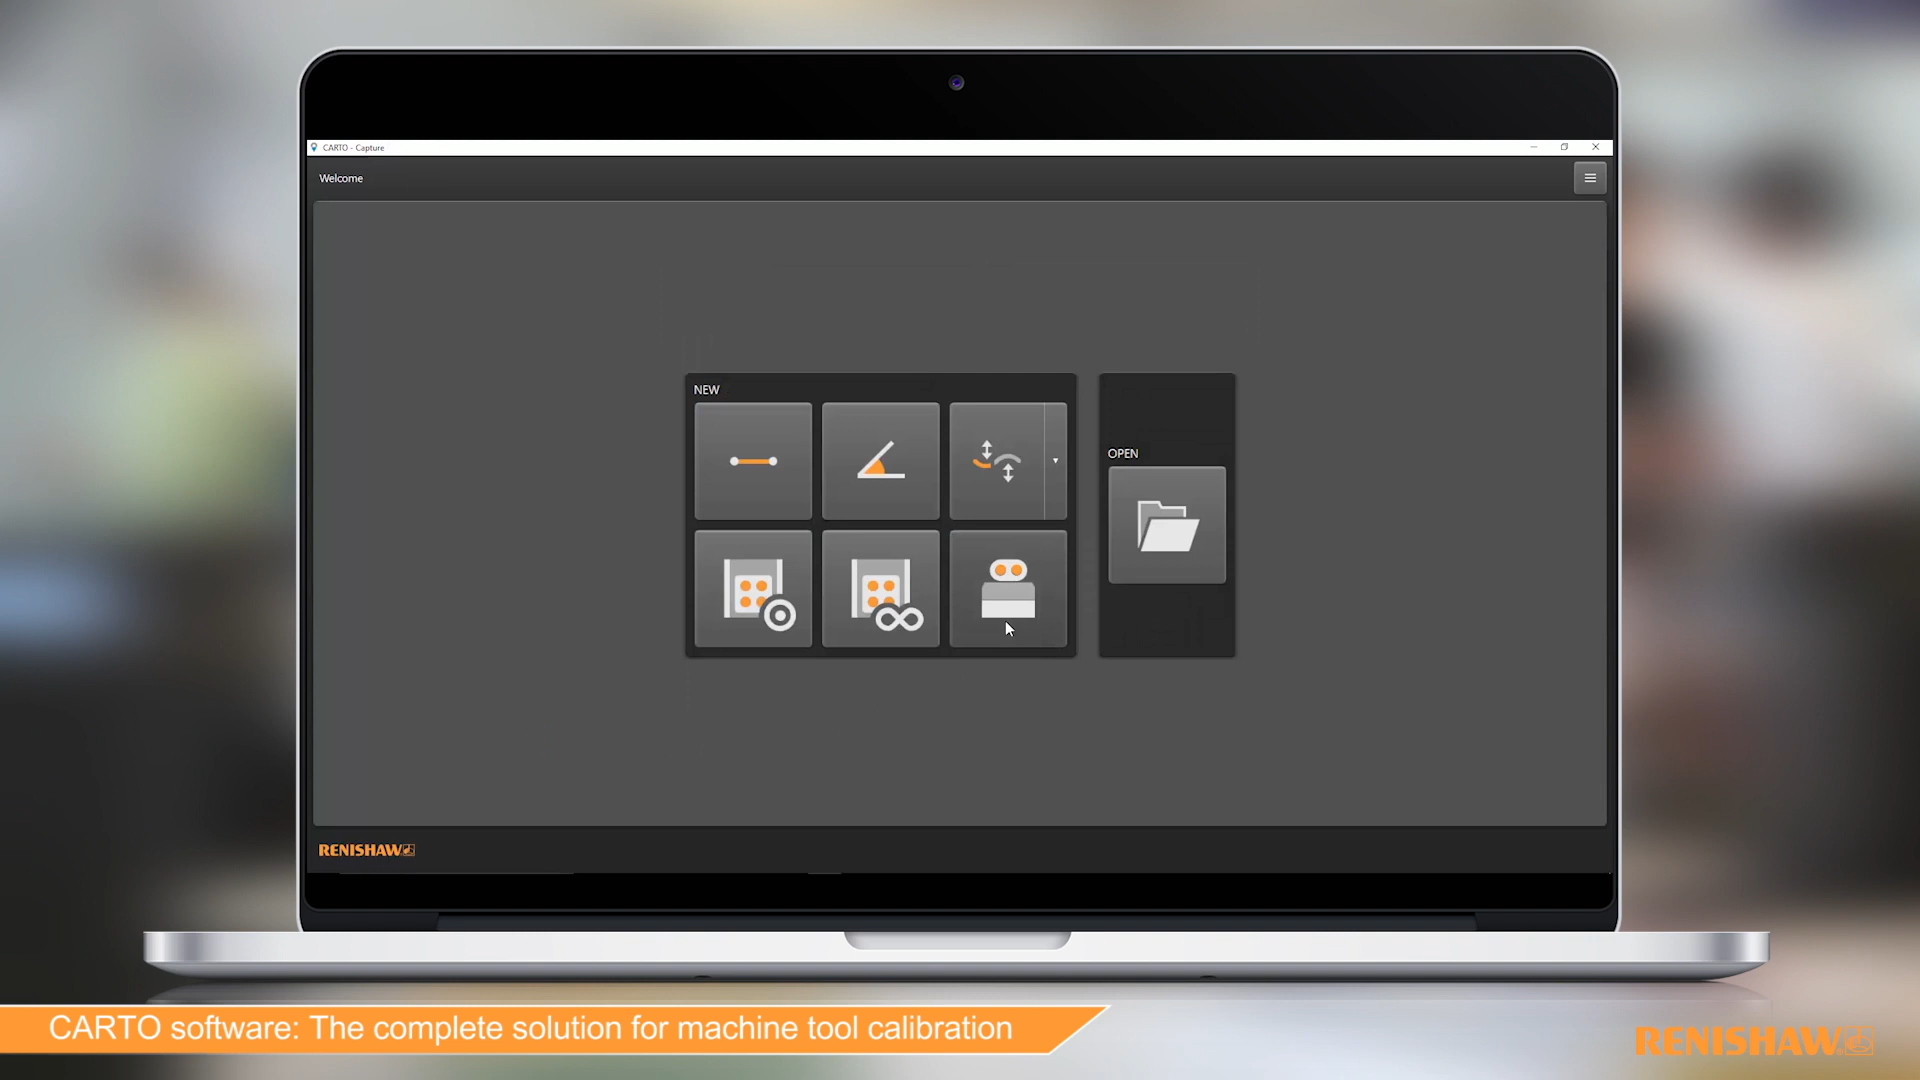 CARTO - Capture
Welcome
NEW
OPEN
RENISHAW
CARTO software: The complete solution for machine tool calibration
RENISHAW